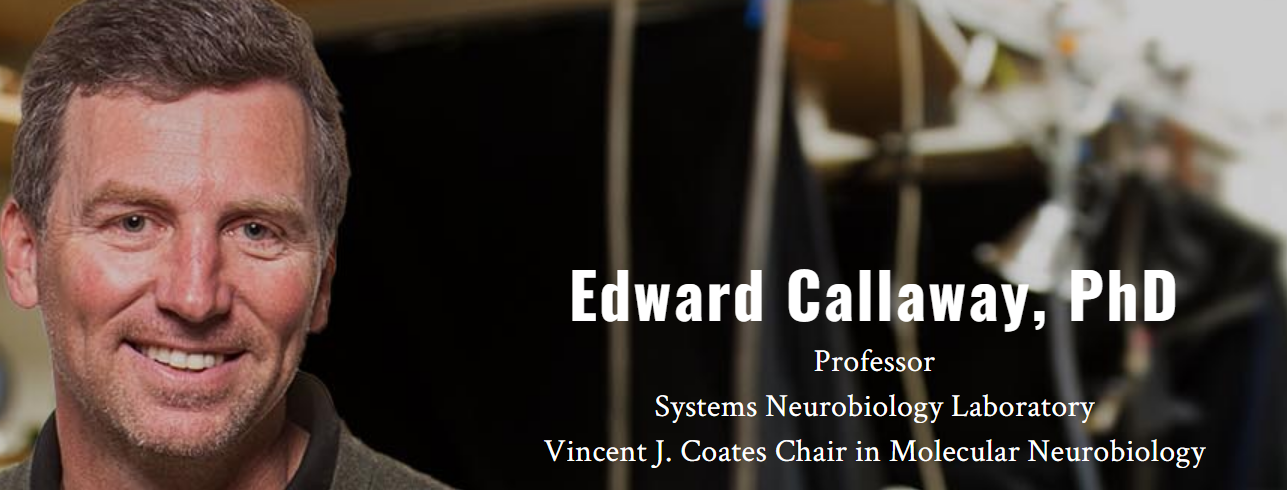 Edward Callaway, PhD
Professor
Systems Neurobiology Laboratory
Vincent J. Coates Chair in Molecular Neurobiology